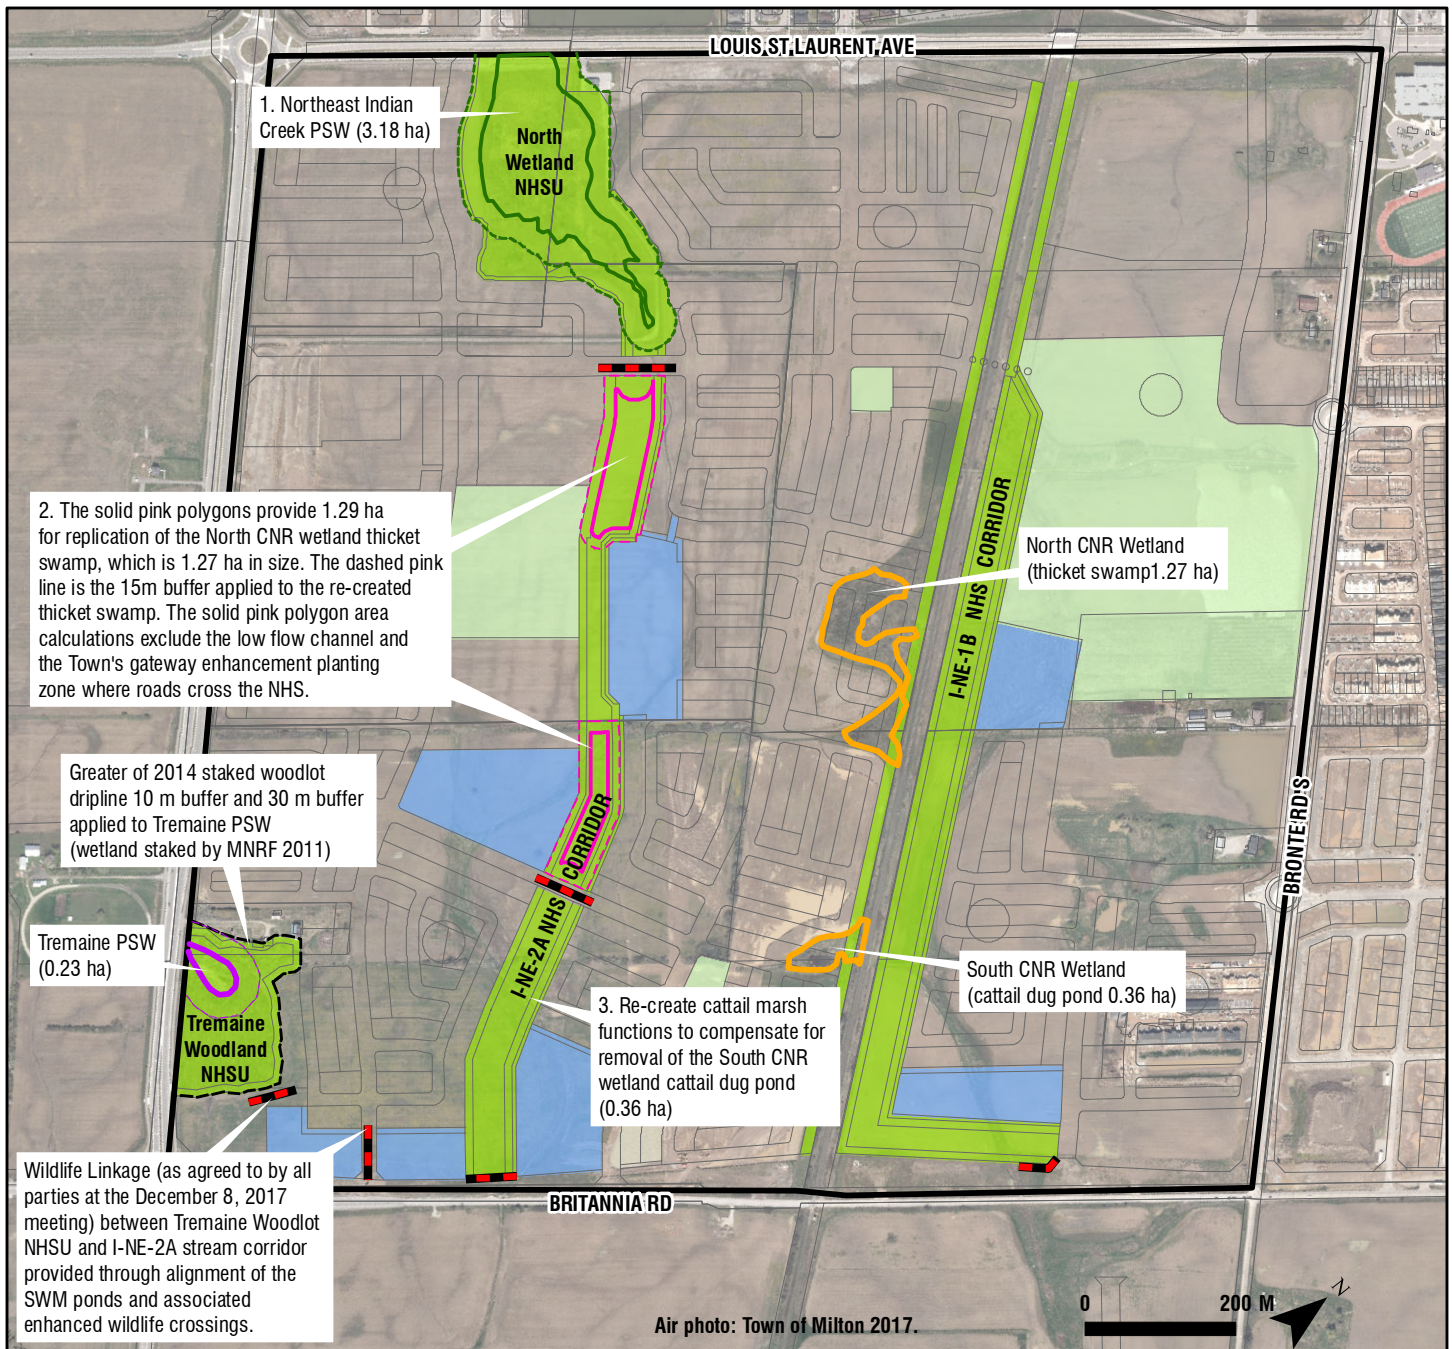 LOUIS ST LAURENT AVE
1. Northeast Indian
Creek PSW (3.18 ha)
North
Wetland
NHSU
2. The solid pink polygons provide 1.29 ha
for replication of the North CNR wetland thicket
swamp, which is 1.27 ha in size. The dashed pink
line is the 15m buffer applied to the re-created
thicket swamp. The solid pink polygon area
calculations exclude the low flow channel and
the Town's gateway enhancement planting
zone where roads cross the NHS.
North CNR Wetland
(thicket swamp1.27 ha)
I-NE-1B NHS CORRIDOR
Greater of 2014 staked woodlot
dripline 10 m buffer and 30 m buffer
applied to Tremaine PSW
(wetland staked by MNRF 2011)
BRONTE RD S
I-NE-2A NHS CORRIDOR
Tremaine PSW
(0.23 ha)
South CNR Wetland
(cattail dug pond 0.36 ha)
Tremaine
Woodland
NHSU
3. Re-create cattail marsh
functions to compensate for
removal of the South CNR
wetland cattail dug pond
(0.36 ha)
Wildlife Linkage (as agreed to by all
parties at the December 8, 2017
meeting) between Tremaine Woodlot
NHSU and I-NE-2A stream corridor
provided through alignment of the
SWM ponds and associated
enhanced wildlife crossings.
BRITANNIA RD
N
0 200 M
Air photo: Town of Milton 2017.